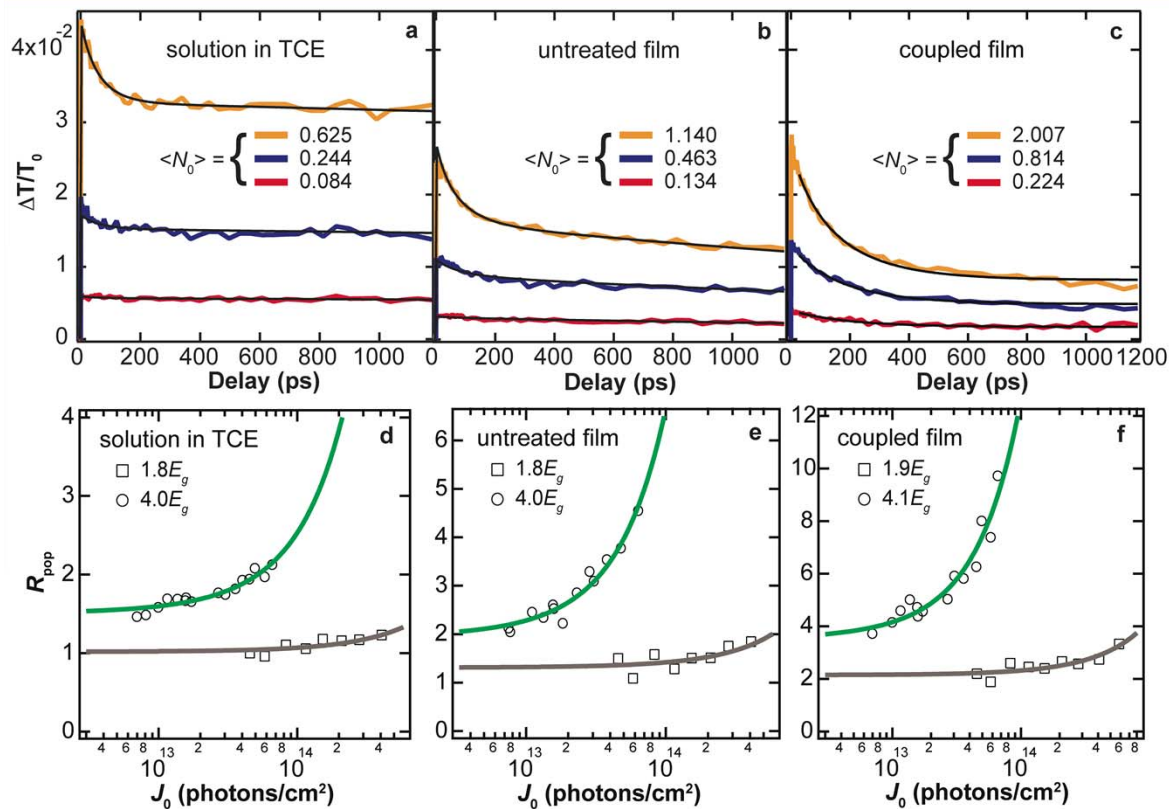 a
b
c
solution in TCE
untreated film
coupled film
4x10⁻²
3
2
1
0
ΔT/T₀
<N₀> = { 0.625
0.244
0.084
<N₀> = { 1.140
0.463
0.134
<N₀> = { 2.007
0.814
0.224
0 200 400 600 800 1000
0 200 400 600 800 1000
0 200 400 600 800 1000 1200
Delay (ps)
Delay (ps)
Delay (ps)
d
solution in TCE
1.8Eg
4.0Eg
4
3
2
1
0
Rpop
e
untreated film
1.8Eg
4.0Eg
6
5
4
3
2
1
0
f
coupled film
1.9Eg
4.1Eg
12
10
8
6
4
2
0
4 6 8 2 4 6 8 2 4
10¹³ 10¹⁴
4 6 8 2 4 6 8 2 4
10¹³ 10¹⁴
4 6 8 2 4 6 8 2 4 6 8
10¹³ 10¹⁴
J₀ (photons/cm²)
J₀ (photons/cm²)
J₀ (photons/cm²)